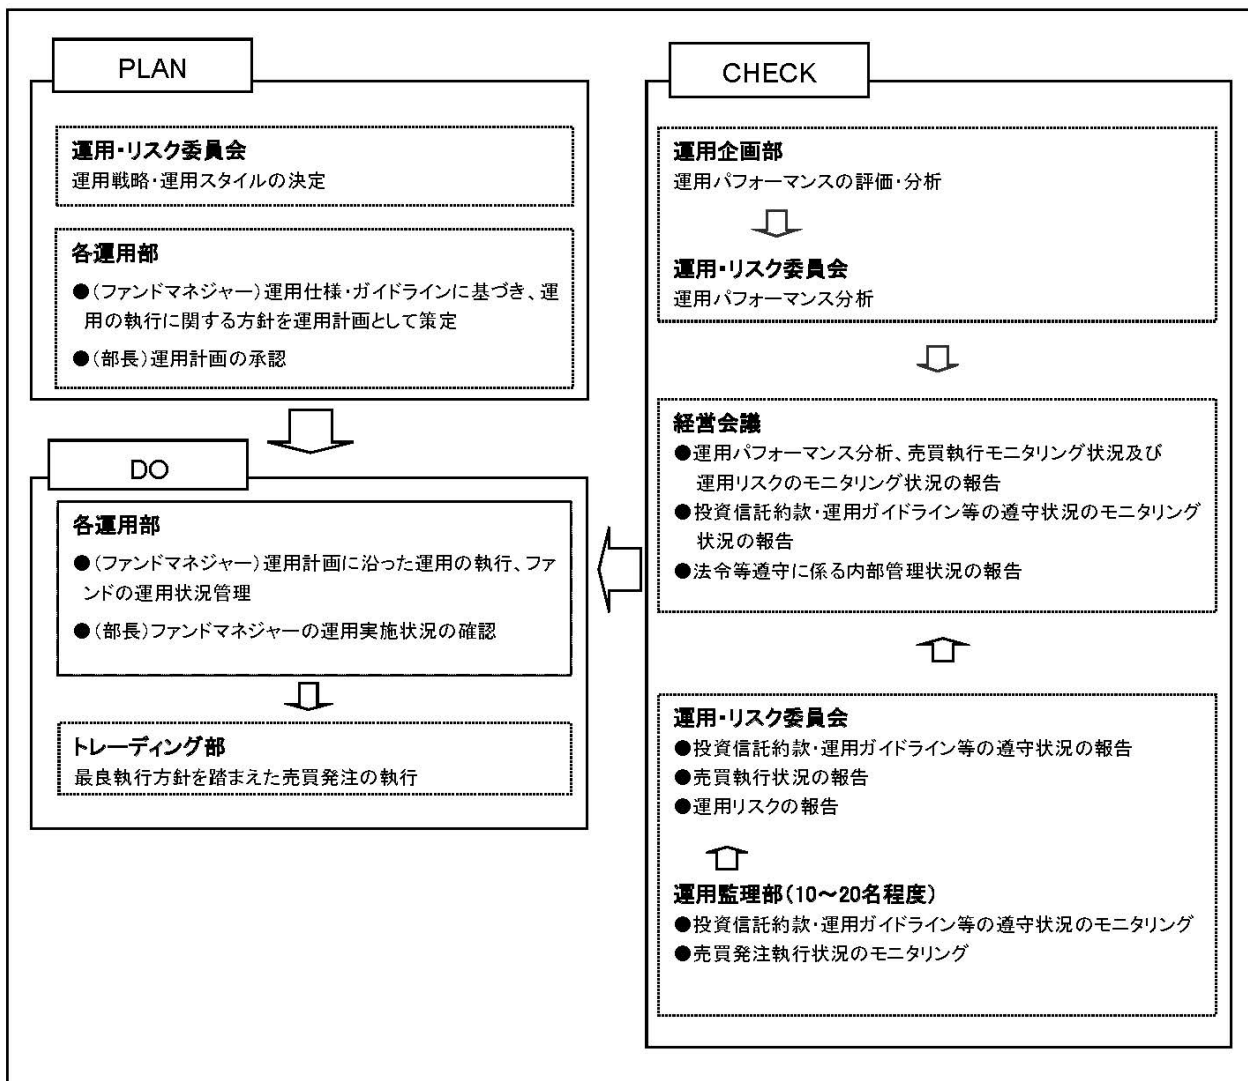 PLAN
運用・リスク委員会
運用戦略・運用スタイルの決定
各運用部
●(ファンドマネジャー)運用仕様・ガイドラインに基づき、運
用の執行に関する方針を運用計画として策定
●(部長)運用計画の承認
DO
各運用部
●(ファンドマネジャー)運用計画に沿った運用の執行、ファ
ンドの運用状況管理
●(部長)ファンドマネジャーの運用実施状況の確認
トレーディング部
最良執行方針を踏まえた売買発注の執行
CHECK
運用企画部
運用パフォーマンスの評価・分析
運用・リスク委員会
運用パフォーマンス分析
経営会議
●運用パフォーマンス分析、売買執行モニタリング状況及び
運用リスクのモニタリング状況の報告
●投資信託約款・運用ガイドライン等の遵守状況のモニタリング
状況の報告
●法令等遵守に係る内部管理状況の報告
運用・リスク委員会
●投資信託約款・運用ガイドライン等の遵守状況の報告
●売買執行状況の報告
●運用リスクの報告
運用監理部(10～20名程度)
●投資信託約款・運用ガイドライン等の遵守状況のモニタリング
●売買発注執行状況のモニタリング